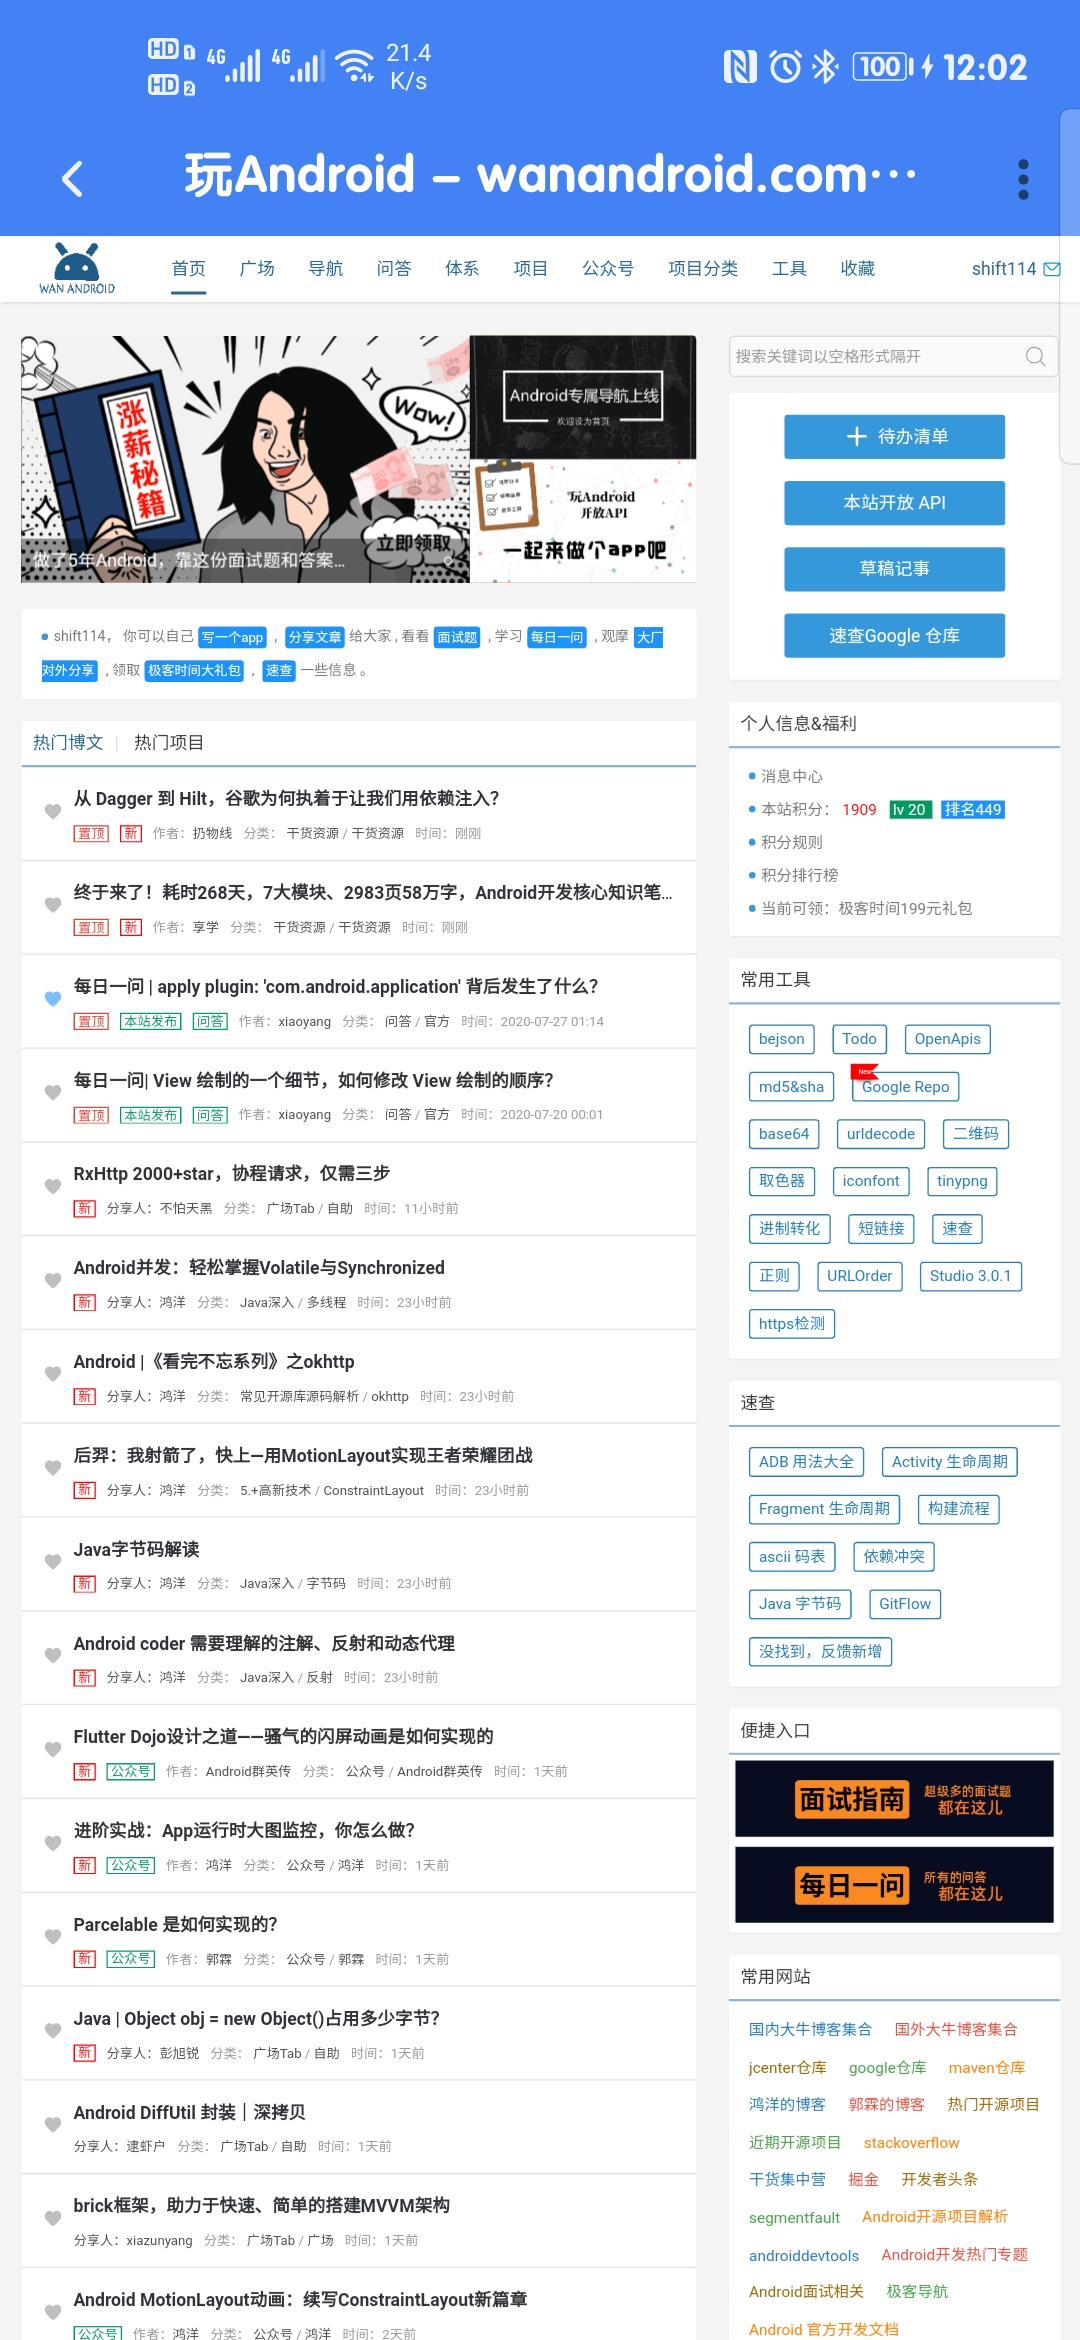 HD 1 4G 4G 21.4
HD 2 K/s
100 12:02
玩Android – wanandroid.com···
WAN ANDROID
首页 广场 导航 问答 体系 项目 公众号 项目分类 工具 收藏 shift114
涨薪秘籍
Wow!
立即领取
做了5年Android，靠这份面试题和答案...
Android专属导航上线
欢迎设为首页
玩Android
开放API
一起来做个app吧
搜索关键词以空格形式隔开
待办清单
本站开放 API
草稿记事
速查Google 仓库
shift114， 你可以自己 写一个app ， 分享文章 给大家 , 看看 面试题 , 学习 每日一问 , 观摩 大厂
对外分享 , 领取 极客时间大礼包 ， 速查 一些信息 。
热门博文 热门项目
从 Dagger 到 Hilt，谷歌为何执着于让我们用依赖注入？
置顶 新 作者：扔物线 分类： 干货资源 / 干货资源 时间：刚刚
终于来了！耗时268天，7大模块、2983页58万字，Android开发核心知识笔...
置顶 新 作者：享学 分类： 干货资源 / 干货资源 时间：刚刚
每日一问 | apply plugin: 'com.android.application' 背后发生了什么？
置顶 本站发布 问答 作者：xiaoyang 分类： 问答 / 官方 时间：2020-07-27 01:14
每日一问| View 绘制的一个细节，如何修改 View 绘制的顺序？
置顶 本站发布 问答 作者：xiaoyang 分类： 问答 / 官方 时间：2020-07-20 00:01
RxHttp 2000+star，协程请求，仅需三步
新 分享人：不怕天黑 分类： 广场Tab / 自助 时间：11小时前
Android并发：轻松掌握Volatile与Synchronized
新 分享人：鸿洋 分类： Java深入 / 多线程 时间：23小时前
Android |《看完不忘系列》之okhttp
新 分享人：鸿洋 分类： 常见开源库源码解析 / okhttp 时间：23小时前
后羿：我射箭了，快上—用MotionLayout实现王者荣耀团战
新 分享人：鸿洋 分类： 5.+高新技术 / ConstraintLayout 时间：23小时前
Java字节码解读
新 分享人：鸿洋 分类： Java深入 / 字节码 时间：23小时前
Android coder 需要理解的注解、反射和动态代理
新 分享人：鸿洋 分类： Java深入 / 反射 时间：23小时前
Flutter Dojo设计之道——骚气的闪屏动画是如何实现的
新 公众号 作者：Android群英传 分类： 公众号 / Android群英传 时间：1天前
进阶实战：App运行时大图监控，你怎么做？
新 公众号 作者：鸿洋 分类： 公众号 / 鸿洋 时间：1天前
Parcelable 是如何实现的？
新 公众号 作者：郭霖 分类： 公众号 / 郭霖 时间：1天前
Java | Object obj = new Object()占用多少字节？
新 分享人：彭旭锐 分类： 广场Tab / 自助 时间：1天前
Android DiffUtil 封装｜深拷贝
分享人：逮虾户 分类： 广场Tab / 自助 时间：1天前
brick框架，助力于快速、简单的搭建MVVM架构
分享人：xiazunyang 分类： 广场Tab / 广场 时间：1天前
Android MotionLayout动画：续写ConstraintLayout新篇章
公众号 作者：鸿洋 分类： 公众号 / 鸿洋 时间：2天前
个人信息&福利
消息中心
本站积分： 1909 lv 20 排名449
积分规则
积分排行榜
当前可领：极客时间199元礼包
常用工具
bejson Todo OpenApis
New
md5&sha Google Repo
base64 urldecode 二维码
取色器 iconfont tinypng
进制转化 短链接 速查
正则 URLOrder Studio 3.0.1
https检测
速查
ADB 用法大全 Activity 生命周期
Fragment 生命周期 构建流程
ascii 码表 依赖冲突
Java 字节码 GitFlow
没找到，反馈新增
便捷入口
面试指南 超级多的面试题
都在这儿
每日一问 所有的问答
都在这儿
常用网站
国内大牛博客集合 国外大牛博客集合
jcenter仓库 google仓库 maven仓库
鸿洋的博客 郭霖的博客 热门开源项目
近期开源项目 stackoverflow
干货集中营 掘金 开发者头条
segmentfault Android开源项目解析
androiddevtools Android开发热门专题
Android面试相关 极客导航
Android 官方开发文档